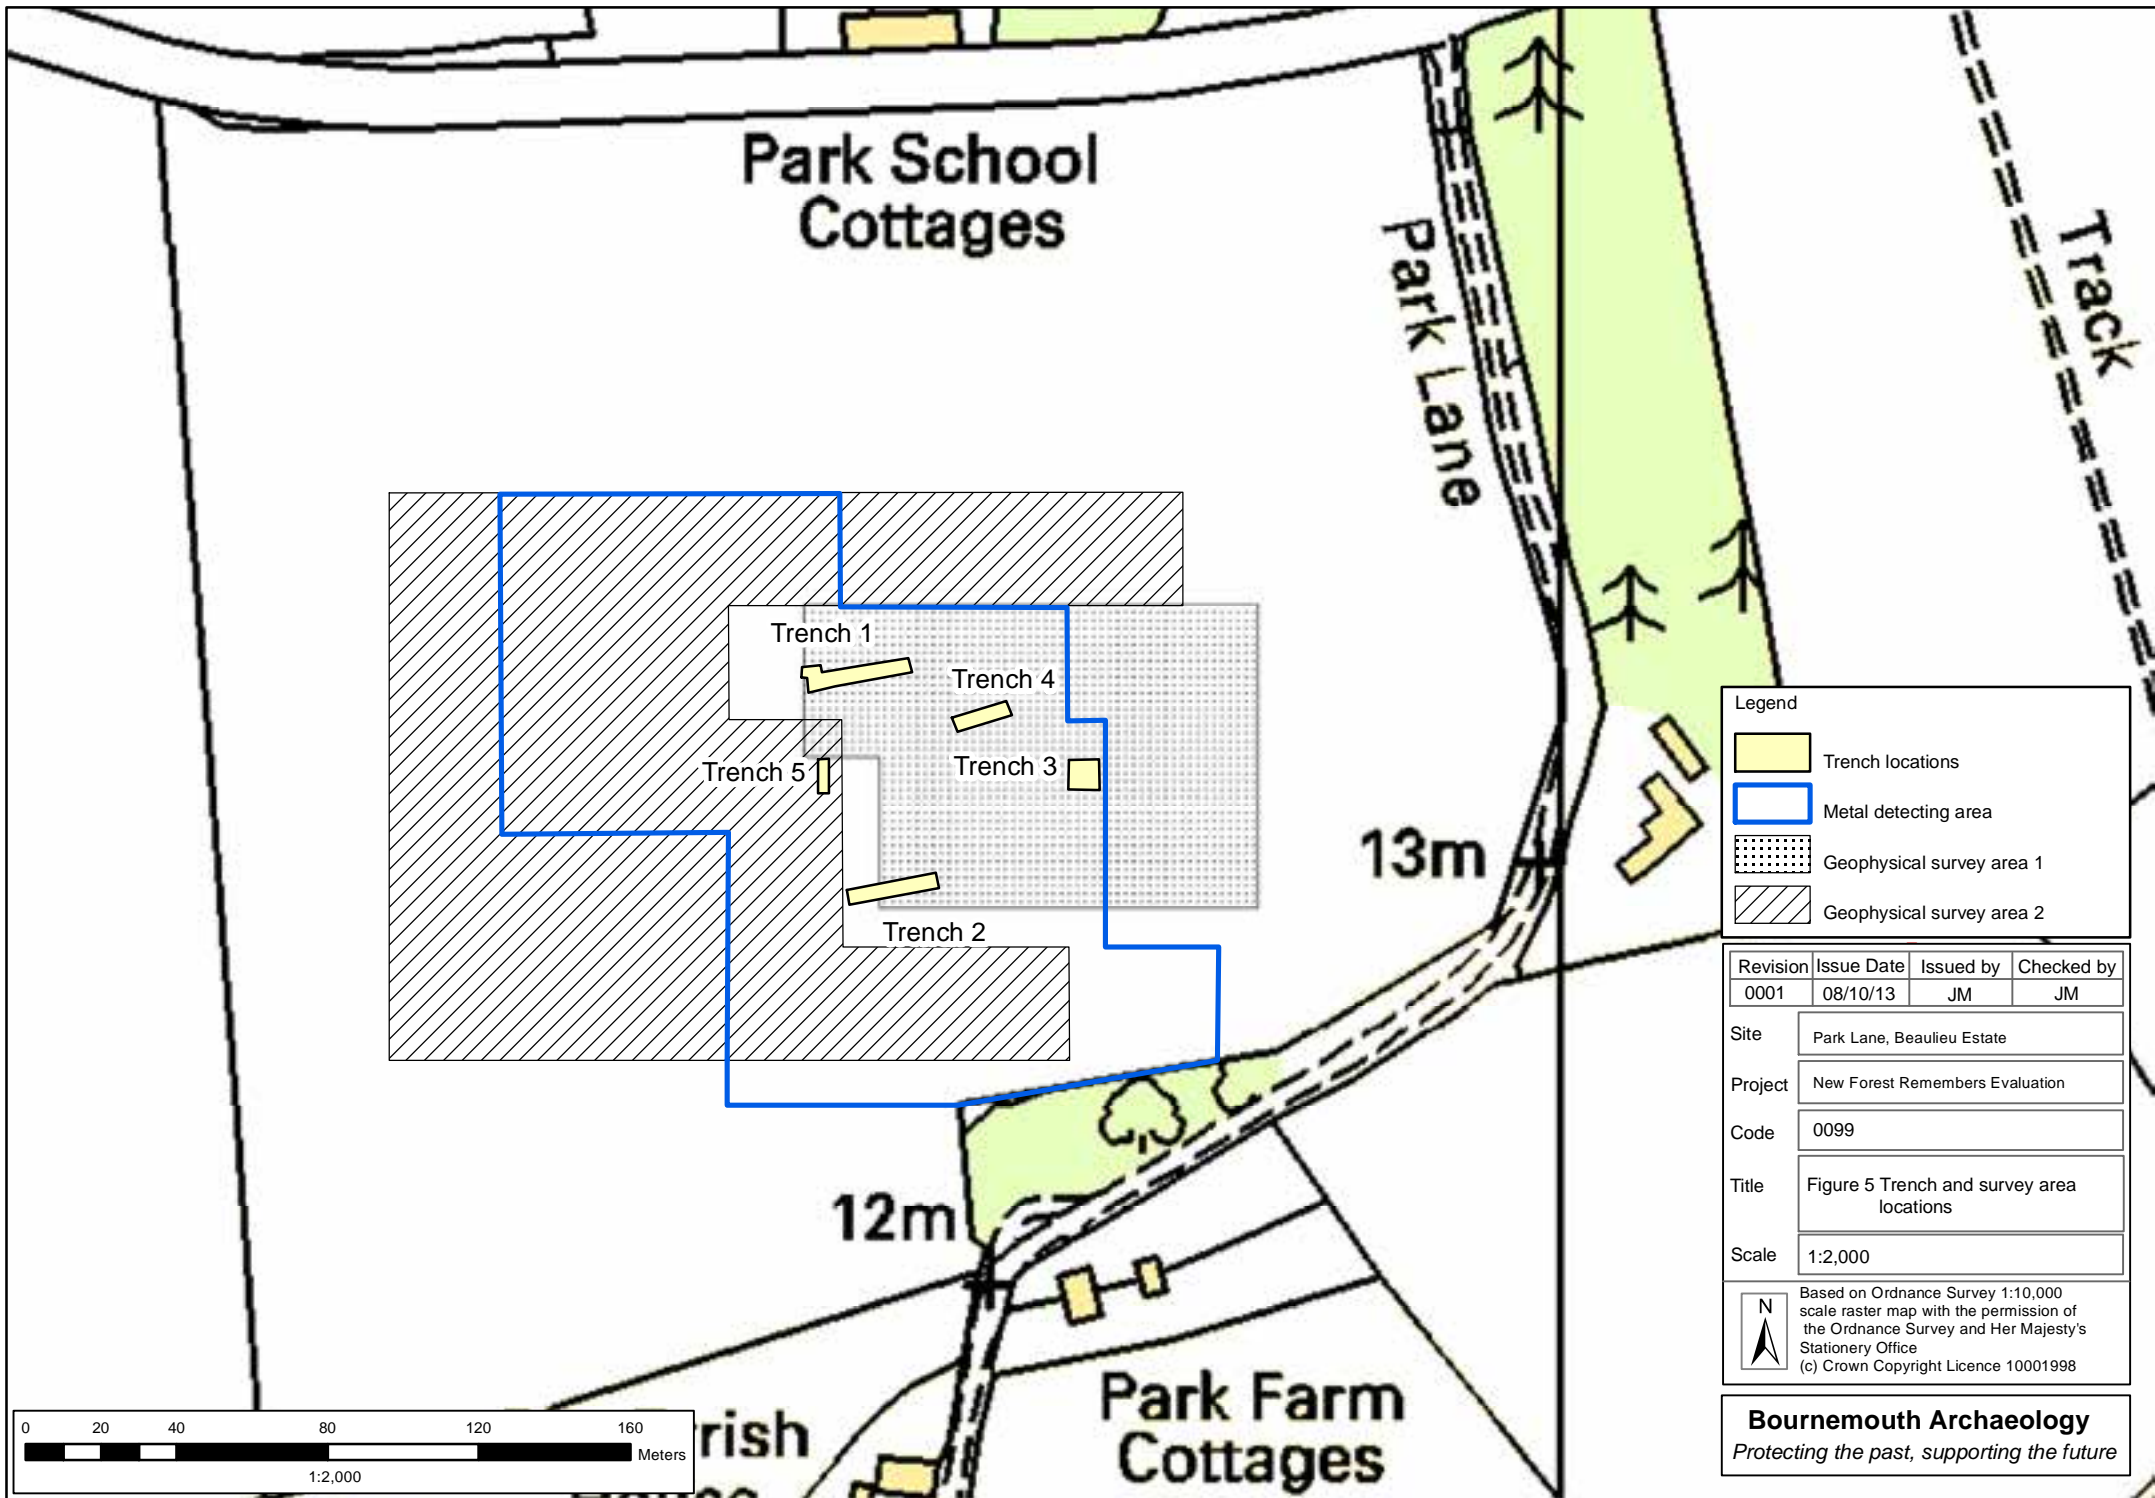 Park School
Cottages
Park Lane
Track
Trench 1
Trench 4
Trench 5
Trench 3
Trench 2
13m
12m
Park Farm
Cottages
rrish
Legend
Trench locations
Metal detecting area
Geophysical survey area 1
Geophysical survey area 2
Revision Issue Date Issued by Checked by
0001 08/10/13 JM JM
Site Park Lane, Beaulieu Estate
Project New Forest Remembers Evaluation
Code 0099
Title Figure 5 Trench and survey area
locations
Scale 1:2,000
N
Based on Ordnance Survey 1:10,000
scale raster map with the permission of
the Ordnance Survey and Her Majesty's
Stationery Office
(c) Crown Copyright Licence 10001998
Bournemouth Archaeology
Protecting the past, supporting the future
0 20 40 80 120 160
Meters
1:2,000